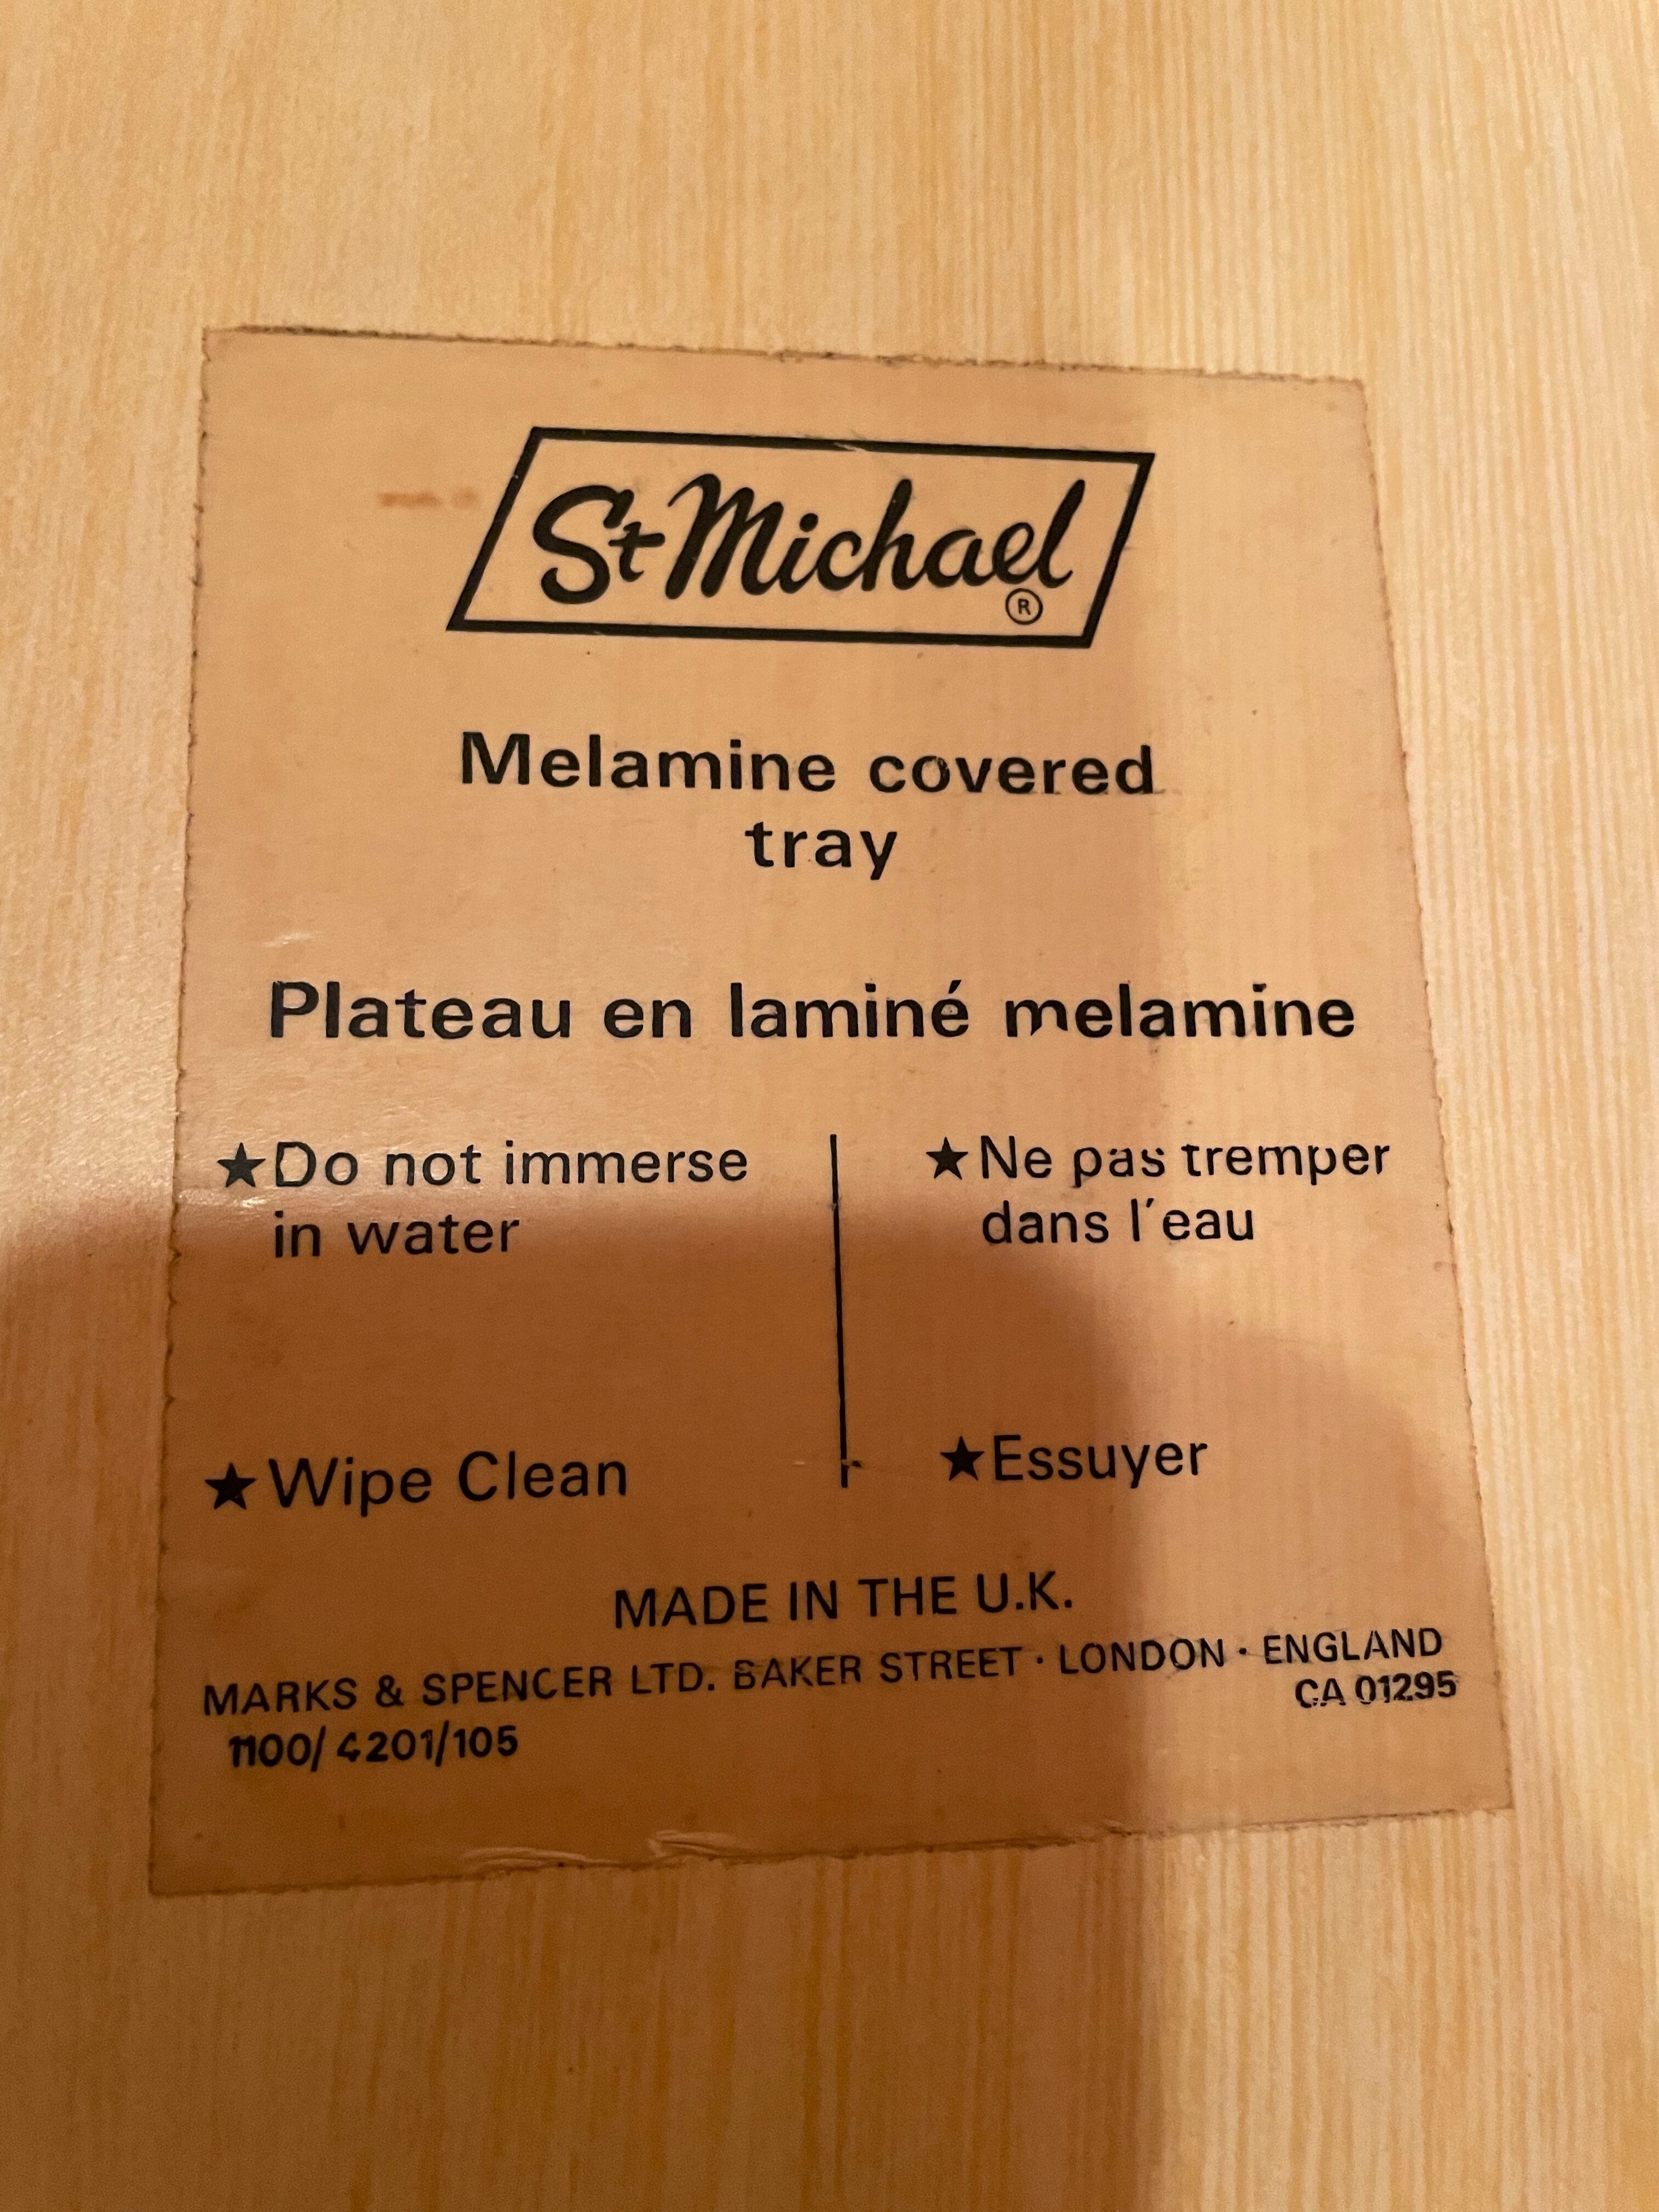 St Michael
®
Melamine covered
tray
Plateau en laminé melamine
★Do not immerse
in water
★Wipe Clean
★Ne pas tremper
dans l'eau
★Essuyer
MADE IN THE U.K.
MARKS & SPENCER LTD. BAKER STREET · LONDON · ENGLAND
CA 01295
1100/4201/105